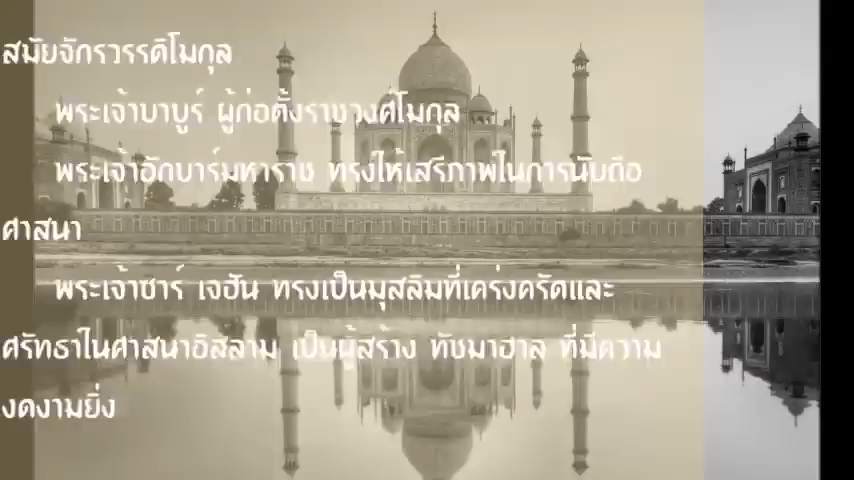 สมัยจักรวรรดิโมกุล
พระเจ้าบาบูร์ ผู้ก่อตั้งราชวงศ์โมกุล
พระเจ้าอักบาร์มหาราช ทรงให้เสรีภาพในการนับถือ
ศาสนา
พระเจ้าซาร์ เจฮัน ทรงเป็นมุสลิมที่เคร่งครัดและ
ศรัทธาในศาสนาอิสลาม เป็นผู้สร้าง ทัชมาฮาล ที่มีความ
งดงามยิ่ง